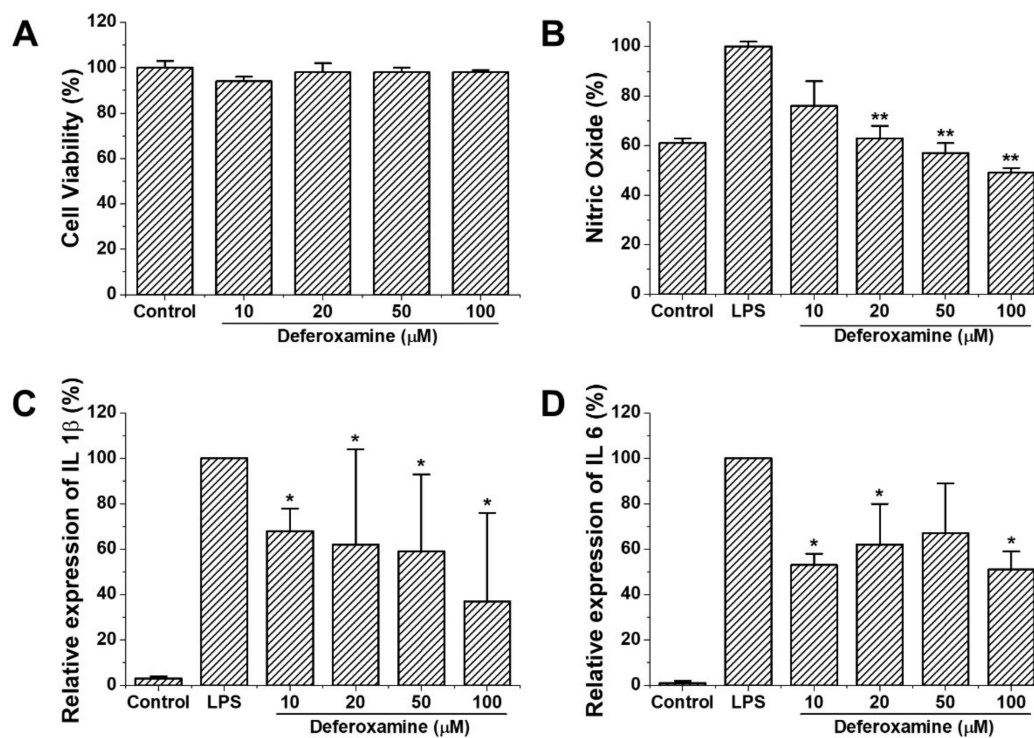 A
Cell Viability (%)
120
100
80
60
40
20
0
Control 10 20 50 100
Deferoxamine (μM)
B
Nitric Oxide (%)
100
80
60
40
20
0
** ** **
Control LPS 10 20 50 100
Deferoxamine (μM)
C
Relative expression of IL 1β (%)
120
100
80
60
40
20
0
* * * *
Control LPS 10 20 50 100
Deferoxamine (μM)
D
Relative expression of IL 6 (%)
120
100
80
60
40
20
0
* * *
Control LPS 10 20 50 100
Deferoxamine (μM)